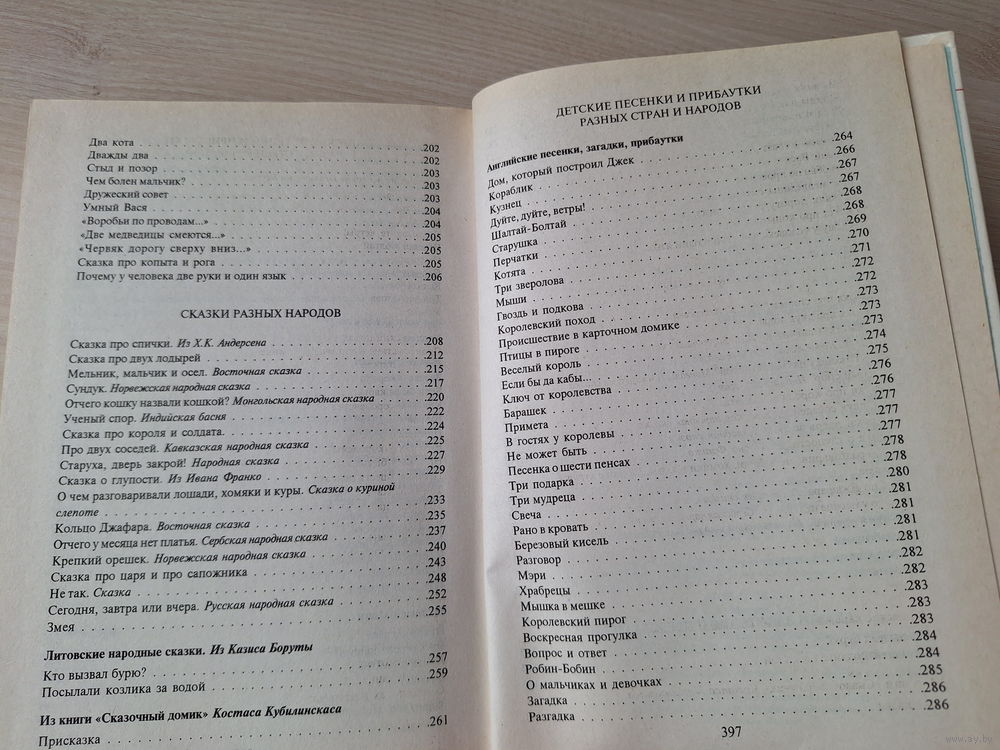 Два кота . . . 202
Дважды два . . . 202
Стыд и позор . . . 203
Чем болен мальчик? . . . 203
Дружеский совет . . . 203
Умный Вася . . . 204
«Воробьи по проводам...» . . . 204
«Две медведицы смеются...» . . . 205
«Червяк дорогу сверху вниз...» . . . 205
Сказка про копыта и рога . . . 205
Почему у человека две руки и один язык . . . 206
СКАЗКИ РАЗНЫХ НАРОДОВ
Сказка про спички. Из Х.К. Андерсена . . . 208
Сказка про двух лодырей . . . 212
Мельник, мальчик и осел. Восточная сказка . . . 215
Сундук. Норвежская народная сказка . . . 217
Отчего кошку назвали кошкой? Монгольская народная сказка . . . 220
Ученый спор. Индийская басня . . . 222
Сказка про короля и солдата. . . . 224
Про двух соседей. Кавказская народная сказка . . . 225
Старуха, дверь закрой! Народная сказка . . . 227
Сказка о глупости. Из Ивана Франко . . . 229
О чем разговаривали лошади, хомяки и куры. Сказка о куриной
слепоте . . . 233
Кольцо Джафара. Восточная сказка . . . 235
Отчего у месяца нет платья. Сербская народная сказка . . . 237
Крепкий орешек. Норвежская народная сказка . . . 240
Сказка про царя и про сапожника . . . 243
Не так. Сказка . . . 248
Сегодня, завтра или вчера. Русская народная сказка . . . 252
Змея . . . 255
Литовские народные сказки. Из Казиса Боруты
Кто вызвал бурю? . . . 257
Посылали козлика за водой . . . 259
Из книги «Сказочный домик» Костаса Кубилинскаса
Присказка . . . 261
ДЕТСКИЕ ПЕСЕНКИ И ПРИБАУТКИ
РАЗНЫХ СТРАН И НАРОДОВ
Английские песенки, загадки, прибаутки
Дом, который построил Джек . . . 264
Кораблик . . . 266
Кузнец . . . 267
Дуйте, дуйте, ветры! . . . 267
Шалтай-Болтай . . . 268
Старушка . . . 268
Перчатки . . . 269
Котята . . . 270
Три зверолова . . . 271
Мыши . . . 272
Гвоздь и подкова . . . 272
Королевский поход . . . 273
Происшествие в карточном домике . . . 273
Птицы в пироге . . . 273
Веселый король . . . 274
Если бы да кабы... . . . 275
Ключ от королевства . . . 276
Барашек . . . 276
Примета . . . 277
В гостях у королевы . . . 277
Не может быть . . . 277
Песенка о шести пенсах . . . 278
Три подарка . . . 278
Три мудреца . . . 280
Свеча . . . 281
Рано в кровать . . . 281
Березовый кисель . . . 281
Разговор . . . 281
Мэри . . . 282
Храбрецы . . . 282
Мышка в мешке . . . 283
Королевский пирог . . . 283
Воскресная прогулка . . . 283
Вопрос и ответ . . . 284
Робин-Бобин . . . 284
О мальчиках и девочках . . . 285
Загадка . . . 286
Разгадка . . . 286
397
www.ay.by